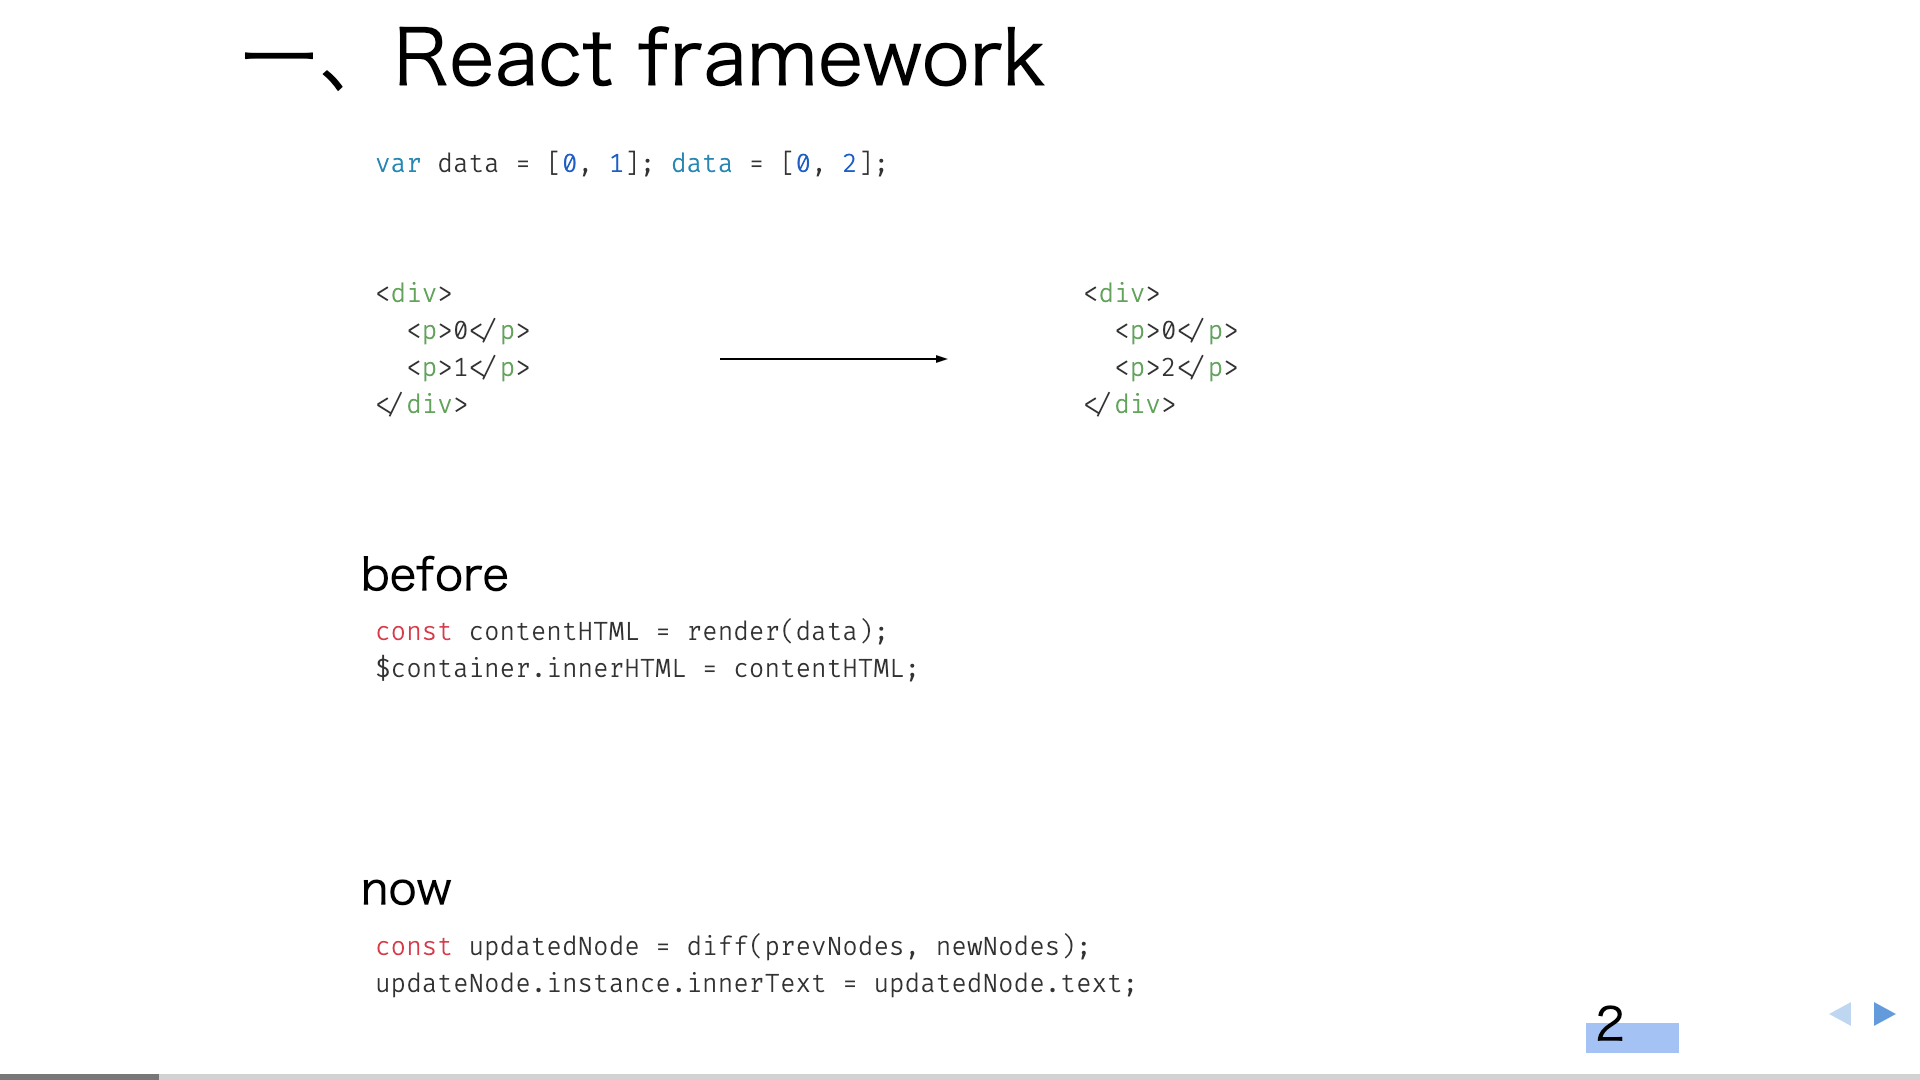 一、React framework
var data = [0, 1]; data = [0, 2];
<div>
  <p>0</p>
  <p>1</p>
</div>
<div>
  <p>0</p>
  <p>2</p>
</div>
before
const contentHTML = render(data);
$container.innerHTML = contentHTML;
now
const updatedNode = diff(prevNodes, newNodes);
updateNode.instance.innerText = updatedNode.text;
2